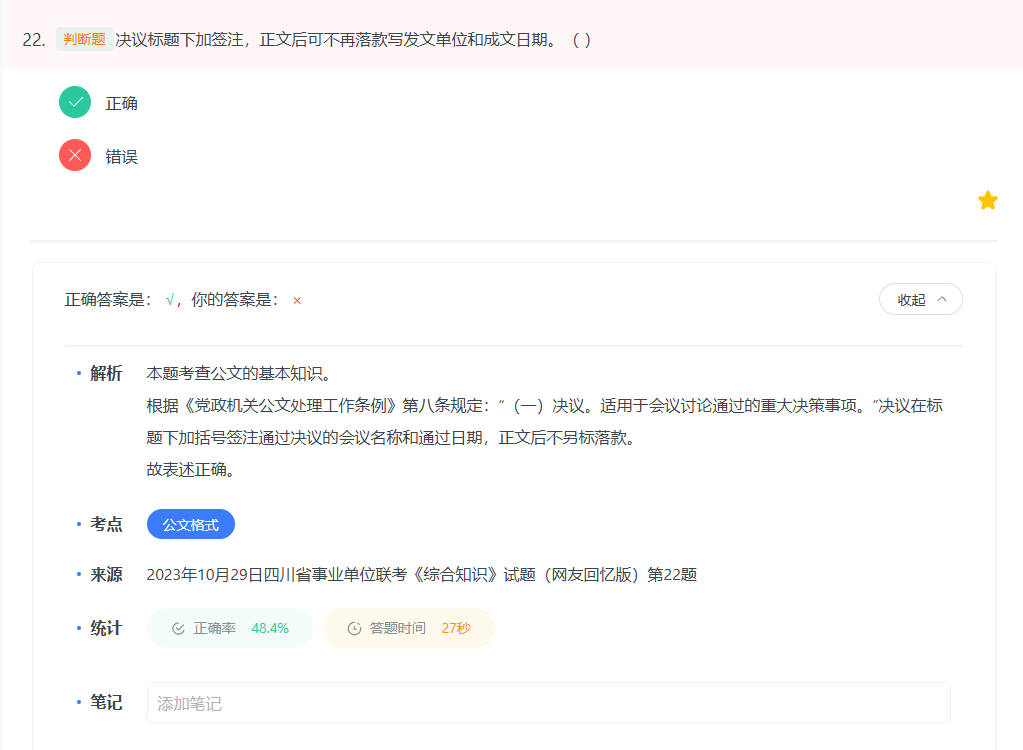 22. 判断题 决议标题下加签注，正文后可不再落款写发文单位和成文日期。（ ）
正确
错误
正确答案是： √ ，你的答案是： ×
收起
解析 本题考查公文的基本知识。
根据《党政机关公文处理工作条例》第八条规定：“（一）决议。适用于会议讨论通过的重大决策事项。”决议在标
题下加括号签注通过决议的会议名称和通过日期，正文后不另标落款。
故表述正确。
考点 公文格式
来源 2023年10月29日四川省事业单位联考《综合知识》试题（网友回忆版）第22题
统计 正确率 48.4% 答题时间 27秒
笔记 添加笔记